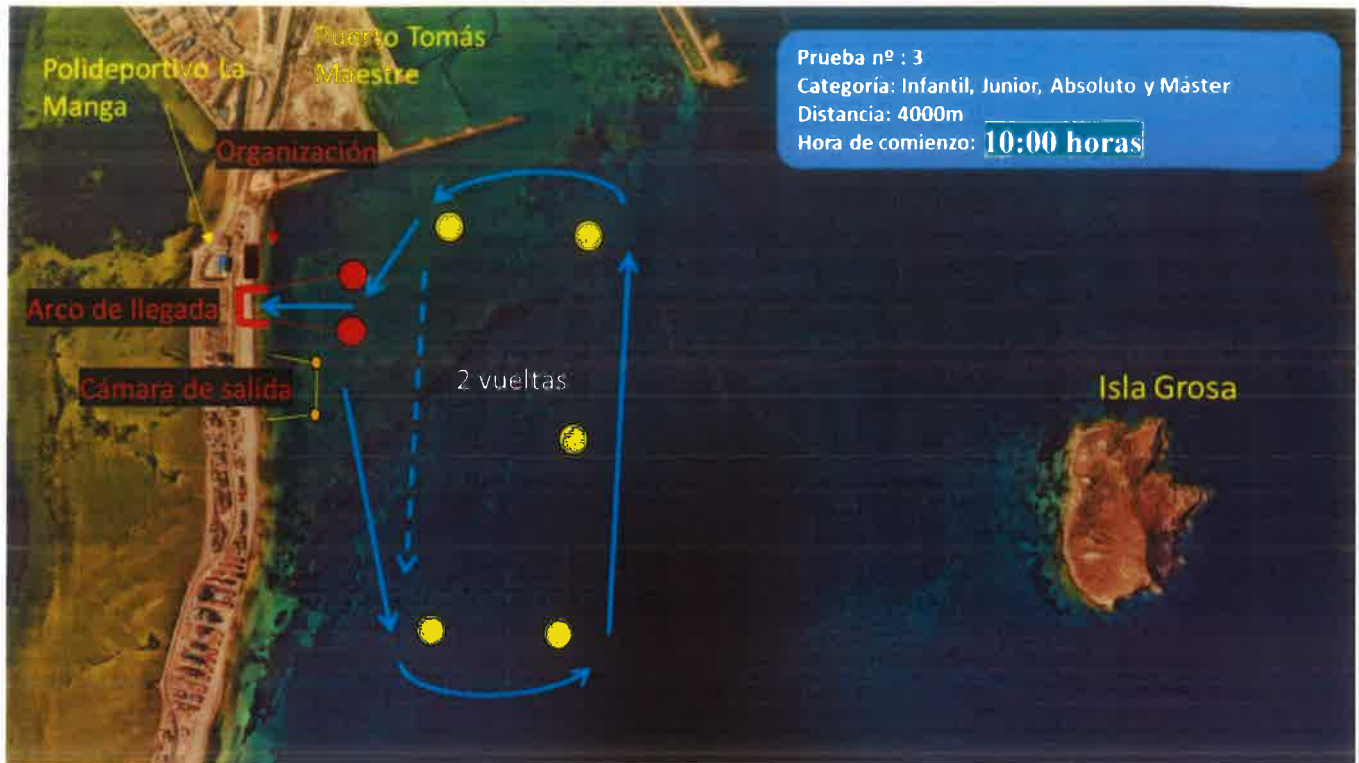 Puerto Tomás
Maestre
Polideportivo La
Manga
Organización
Prueba nº : 3
Categoría: Infantil, Junior, Absoluto y Máster
Distancia: 4000m
Hora de comienzo: 10:00 horas
Arco de llegada
Cámara de salida
2 vueltas
Isla Grosa